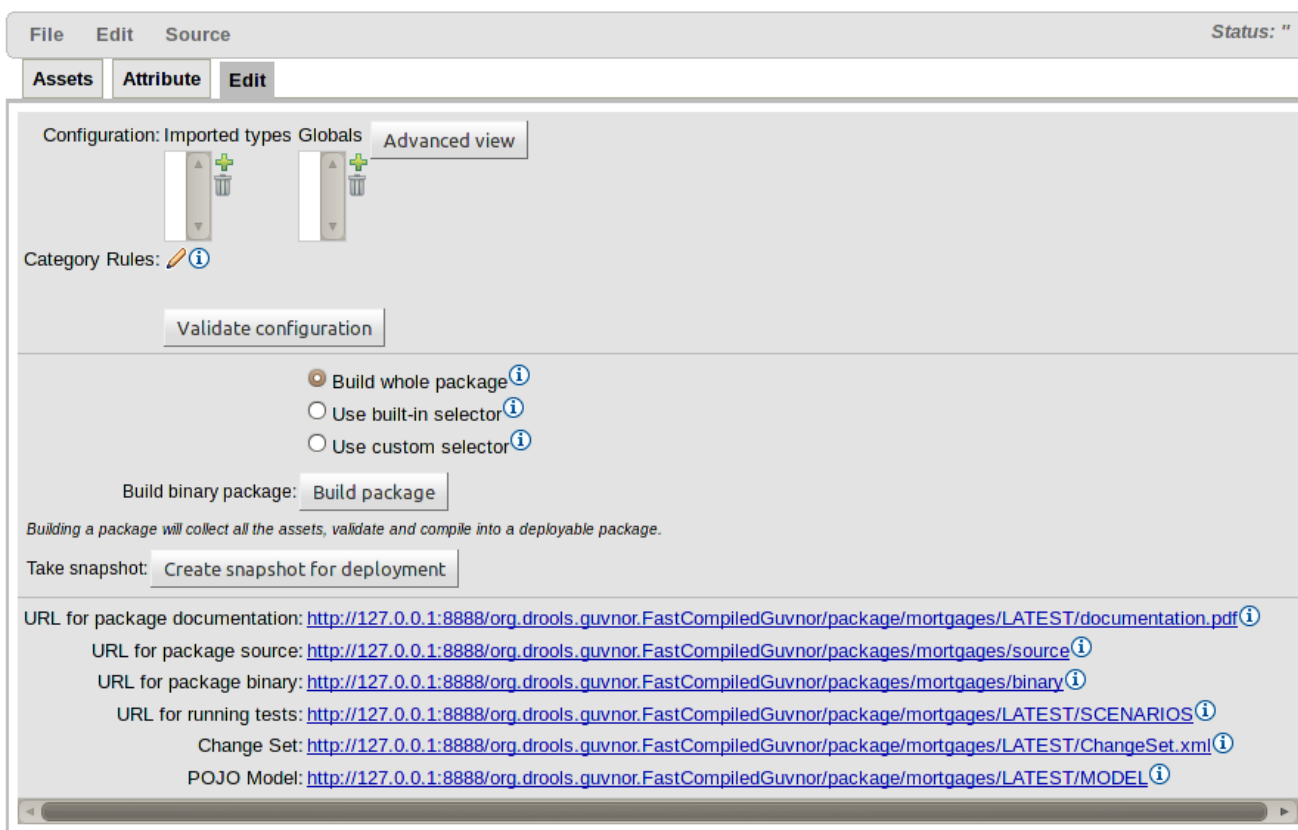 File Edit Source Status: "
Assets Attribute Edit
Configuration: Imported types Globals Advanced view
Category Rules:
Validate configuration
Build whole package
Use built-in selector
Use custom selector
Build binary package: Build package
Building a package will collect all the assets, validate and compile into a deployable package.
Take snapshot: Create snapshot for deployment
URL for package documentation: http://127.0.0.1:8888/org.drools.guvnor.FastCompiledGuvnor/package/mortgages/LATEST/documentation.pdf
URL for package source: http://127.0.0.1:8888/org.drools.guvnor.FastCompiledGuvnor/packages/mortgages/source
URL for package binary: http://127.0.0.1:8888/org.drools.guvnor.FastCompiledGuvnor/packages/mortgages/binary
URL for running tests: http://127.0.0.1:8888/org.drools.guvnor.FastCompiledGuvnor/package/mortgages/LATEST/SCENARIOS
Change Set: http://127.0.0.1:8888/org.drools.guvnor.FastCompiledGuvnor/package/mortgages/LATEST/ChangeSet.xml
POJO Model: http://127.0.0.1:8888/org.drools.guvnor.FastCompiledGuvnor/package/mortgages/LATEST/MODEL